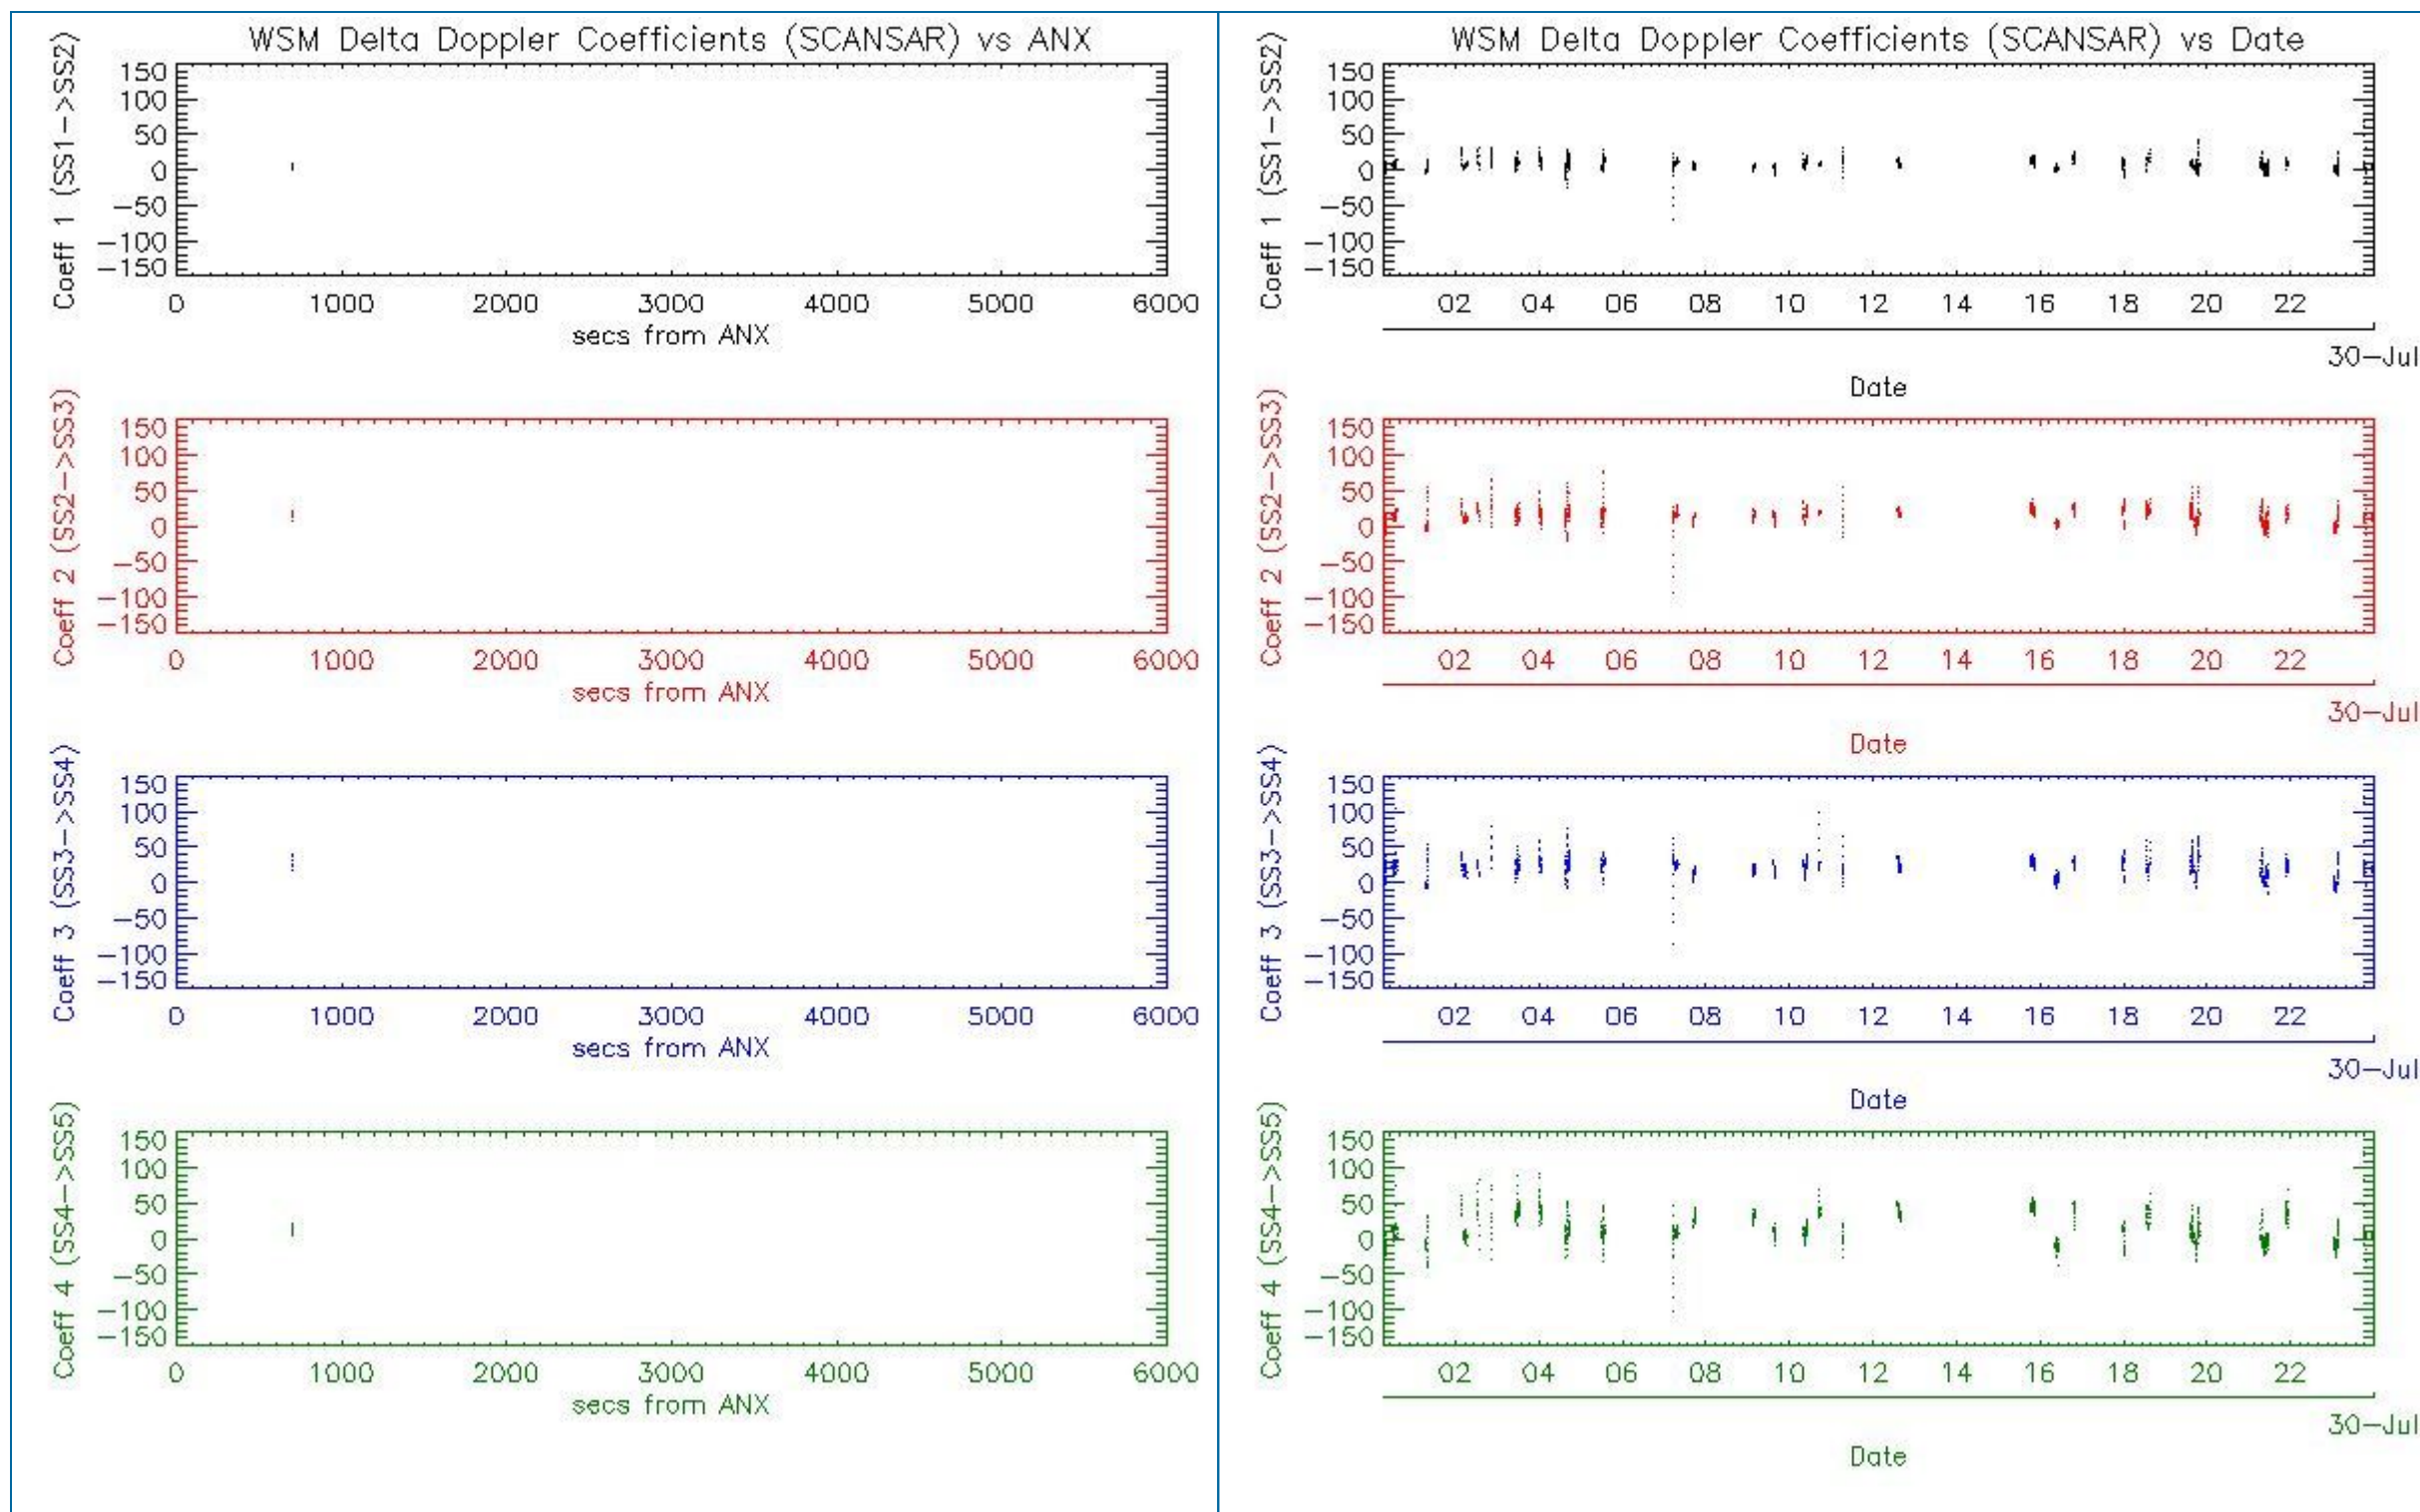 WSM Delta Doppler Coefficients (SCANSAR) vs ANX
Coeff 1 (SS1->SS2)
150
100
50
0
-50
-100
-150
0 1000 2000 3000 4000 5000 6000
secs from ANX
Coeff 2 (SS2->SS3)
150
100
50
0
-50
-100
-150
0 1000 2000 3000 4000 5000 6000
secs from ANX
Coeff 3 (SS3->SS4)
150
100
50
0
-50
-100
-150
0 1000 2000 3000 4000 5000 6000
secs from ANX
Coeff 4 (SS4->SS5)
150
100
50
0
-50
-100
-150
0 1000 2000 3000 4000 5000 6000
secs from ANX
WSM Delta Doppler Coefficients (SCANSAR) vs Date
Coeff 1 (SS1->SS2)
150
100
50
0
-50
-100
-150
02 04 06 08 10 12 14 16 18 20 22
30-Jul
Date
Coeff 2 (SS2->SS3)
150
100
50
0
-50
-100
-150
02 04 06 08 10 12 14 16 18 20 22
30-Jul
Date
Coeff 3 (SS3->SS4)
150
100
50
0
-50
-100
-150
02 04 06 08 10 12 14 16 18 20 22
30-Jul
Date
Coeff 4 (SS4->SS5)
150
100
50
0
-50
-100
-150
02 04 06 08 10 12 14 16 18 20 22
30-Jul
Date